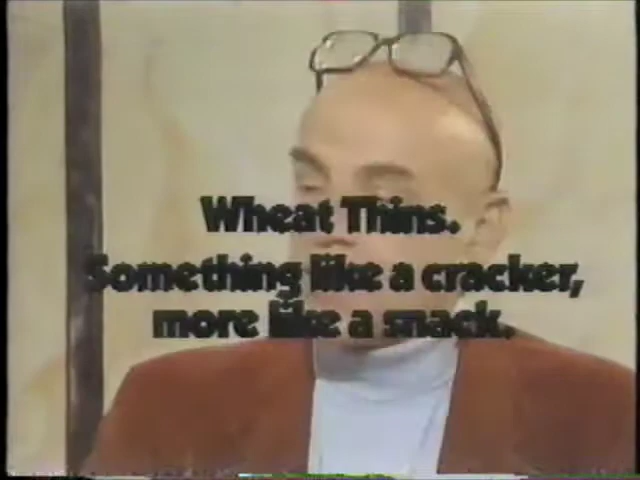 Wheat Thins.
Something like a cracker,
more like a snack.